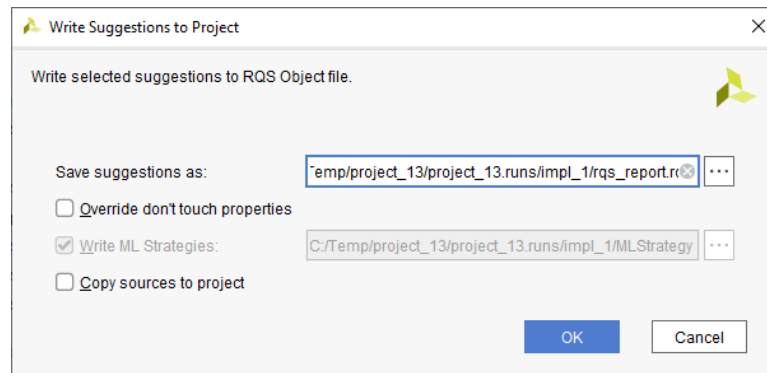 Write Suggestions to Project
Write selected suggestions to RQS Object file.
Save suggestions as: Temp/project_13/project_13.runs/impl_1/rqs_report.r ...
Override don't touch properties
Write ML Strategies: C:/Temp/project_13/project_13.runs/impl_1/MLStrategy ...
Copy sources to project
OK Cancel